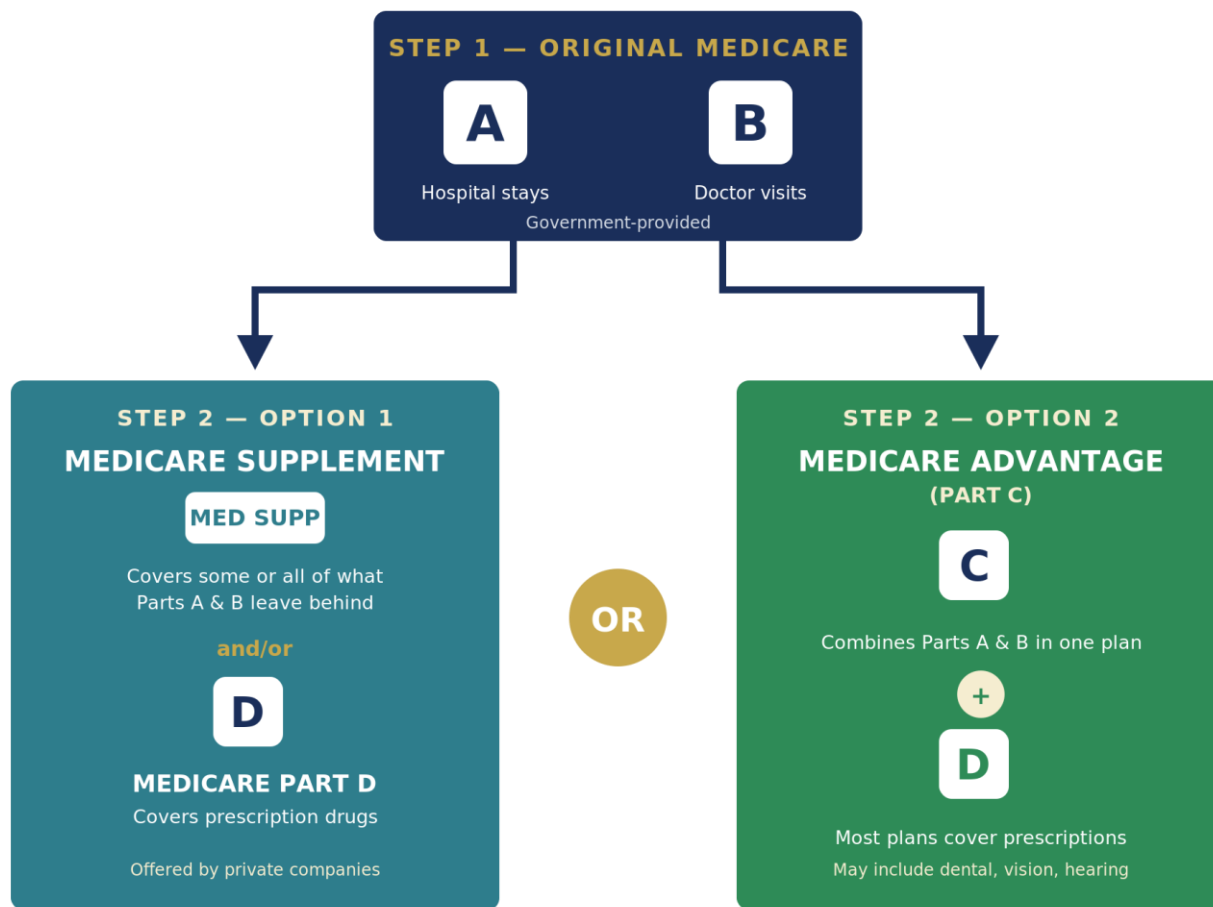 STEP 1 — ORIGINAL MEDICARE
A
B
Hospital stays
Doctor visits
Government-provided
STEP 2 — OPTION 1
MEDICARE SUPPLEMENT
MED SUPP
Covers some or all of what
Parts A & B leave behind
and/or
D
MEDICARE PART D
Covers prescription drugs
Offered by private companies
OR
STEP 2 — OPTION 2
MEDICARE ADVANTAGE
(PART C)
C
Combines Parts A & B in one plan
+
D
Most plans cover prescriptions
May include dental, vision, hearing